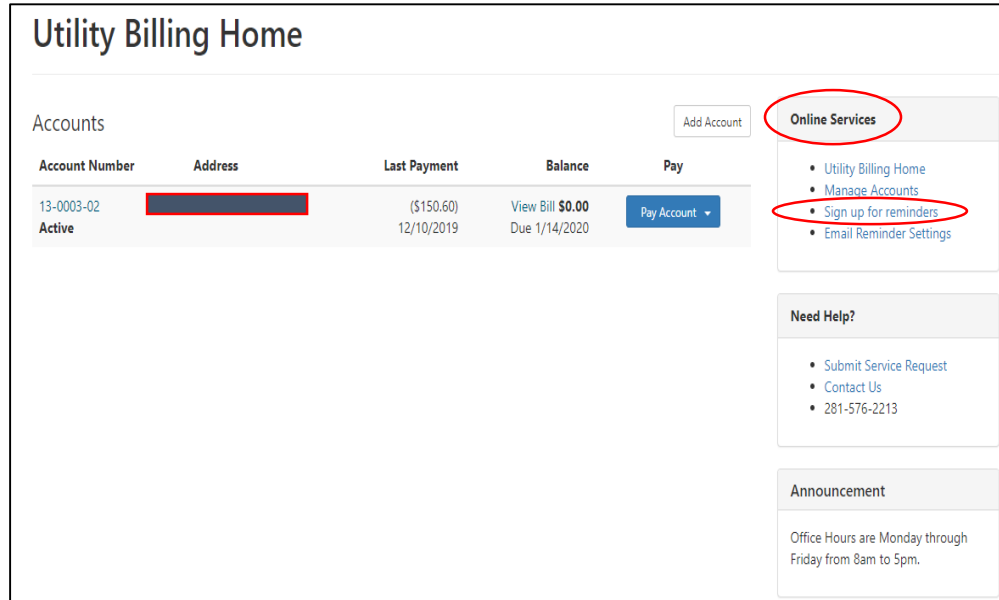 Utility Billing Home
Accounts
Add Account
Account Number Address Last Payment Balance Pay
13-0003-02 ($150.60) View Bill $0.00 Pay Account
Active 12/10/2019 Due 1/14/2020
Online Services
• Utility Billing Home
• Manage Accounts
• Sign up for reminders
• Email Reminder Settings
Need Help?
• Submit Service Request
• Contact Us
• 281-576-2213
Announcement
Office Hours are Monday through
Friday from 8am to 5pm.